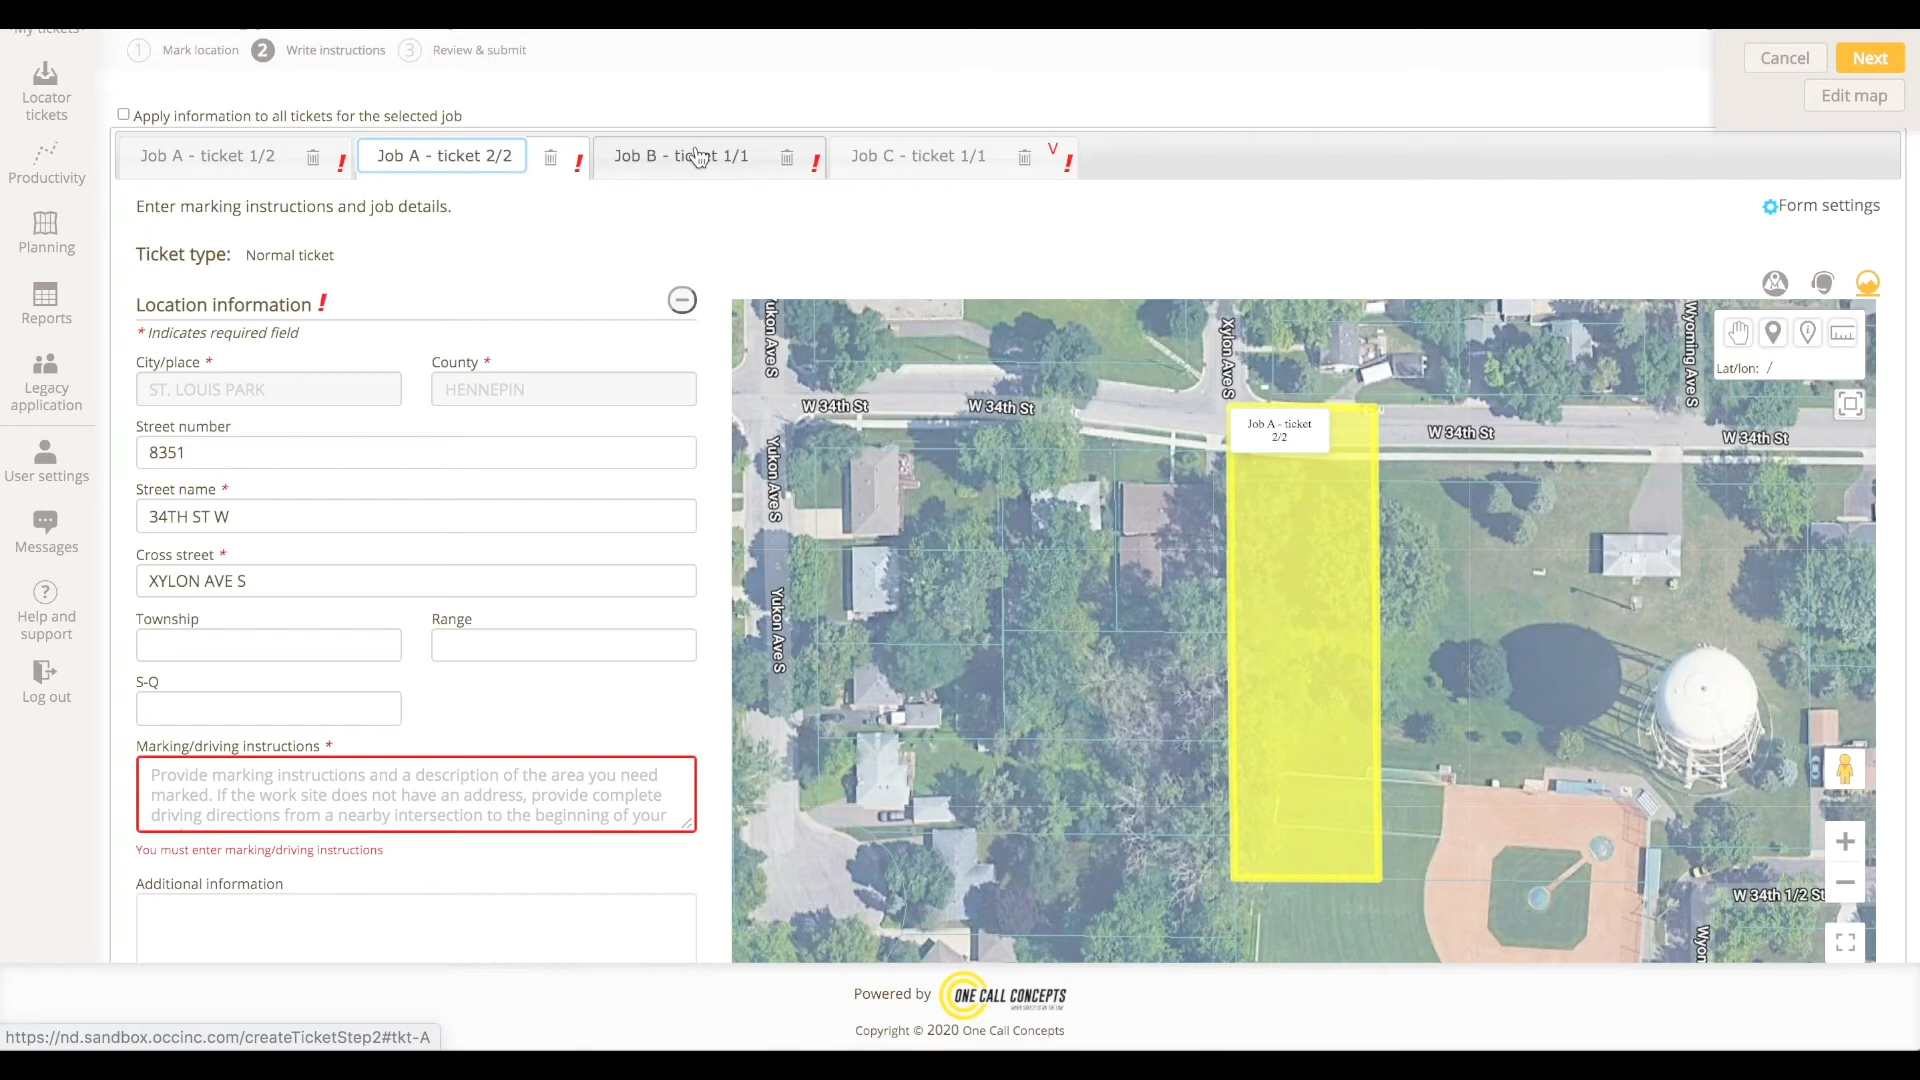 My tickets
1 Mark location 2 Write instructions 3 Review & submit
Cancel
Next
Edit map
Locator
tickets
Productivity
Planning
Reports
Legacy
application
User settings
Messages
Help and
support
Log out
Apply information to all tickets for the selected job
Job A - ticket 1/2 !
Job A - ticket 2/2 !
Job B - ticket 1/1 !
Job C - ticket 1/1 V !
Enter marking instructions and job details.
Form settings
Ticket type: Normal ticket
Location information !
* Indicates required field
City/place *
ST. LOUIS PARK
County *
HENNEPIN
Street number
8351
Street name *
34TH ST W
Cross street *
XYLON AVE S
Township
Range
S-Q
Marking/driving instructions *
Provide marking instructions and a description of the area you need
marked. If the work site does not have an address, provide complete
driving directions from a nearby intersection to the beginning of your
You must enter marking/driving instructions
Additional information
Yukon Ave S
Xylon Ave S
Wyoming Ave S
Lat/lon: /
W 34th St
W 34th St
W 34th St
W 34th St
Job A - ticket
2/2
Yukon Ave S
Yukon Ave S
W 34th 1/2 St
Wyon
Powered by ONE CALL CONCEPTS
Copyright © 2020 One Call Concepts
https://nd.sandbox.occinc.com/createTicketStep2#tkt-A